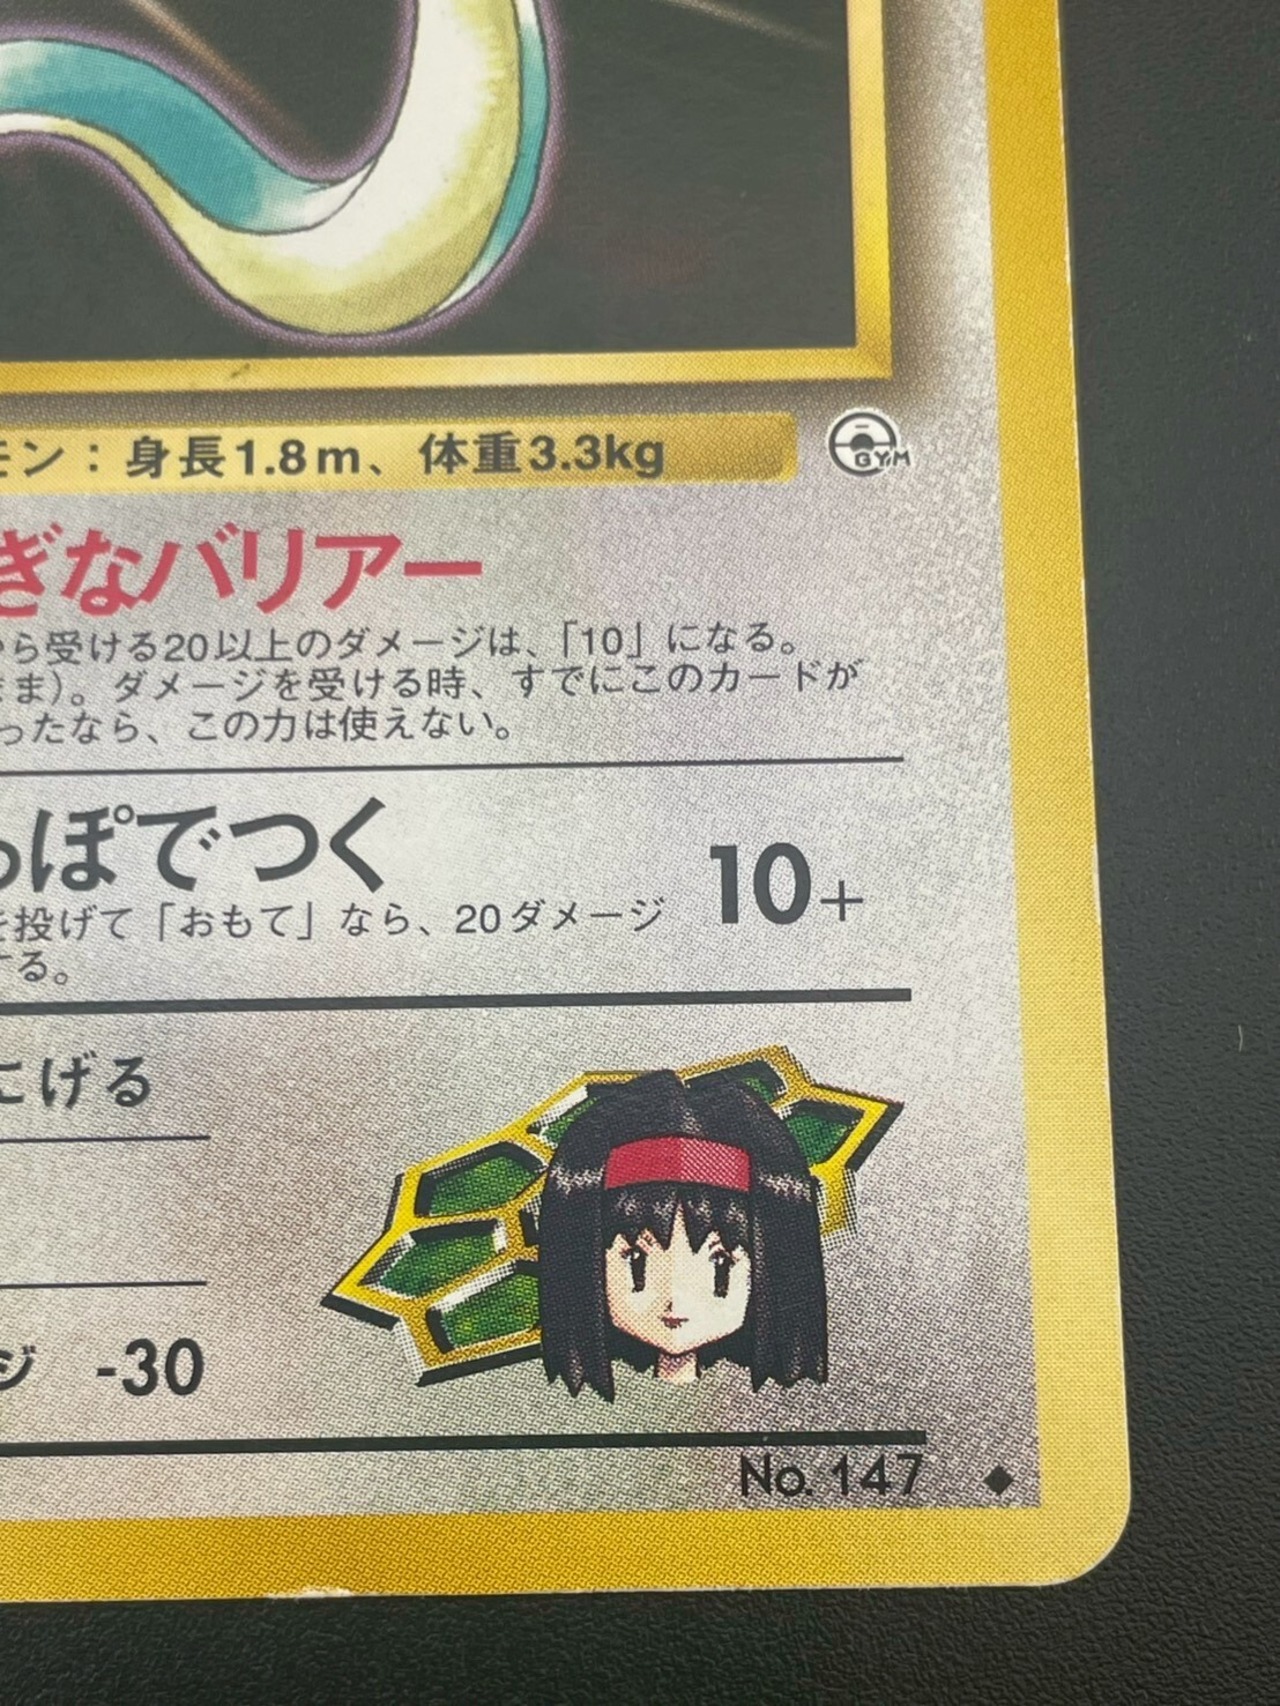 モン：身長1.8m、体重3.3kg
GYM
ぎなバリアー
から受ける20以上のダメージは、「10」になる。
まま）。ダメージを受ける時、すでにこのカードが
ったなら、この力は使えない。
っぽでつく
10+
を投げて「おもて」なら、20ダメージ
する。
にげる
ジ -30
No. 147 ◆